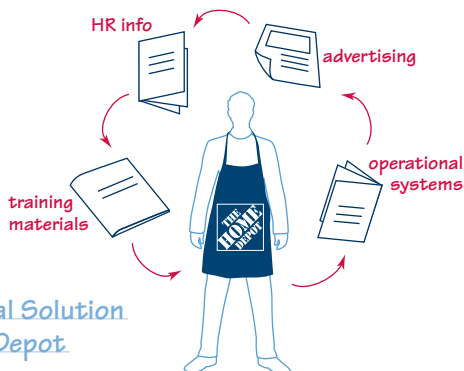 HR info
advertising
operational
systems
training
materials
THE
HOME
DEPOT
al Solution
Depot